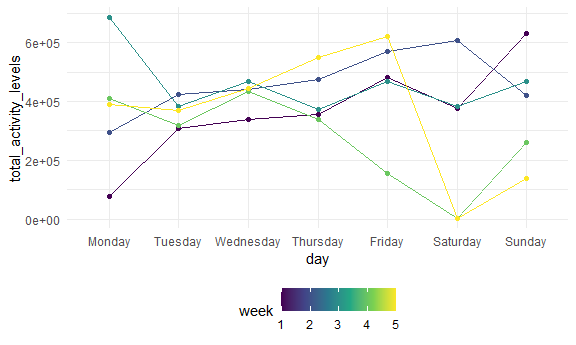 total_activity_levels
6e+05
4e+05
2e+05
0e+00
Monday Tuesday Wednesday Thursday Friday Saturday Sunday
day
week
1 2 3 4 5